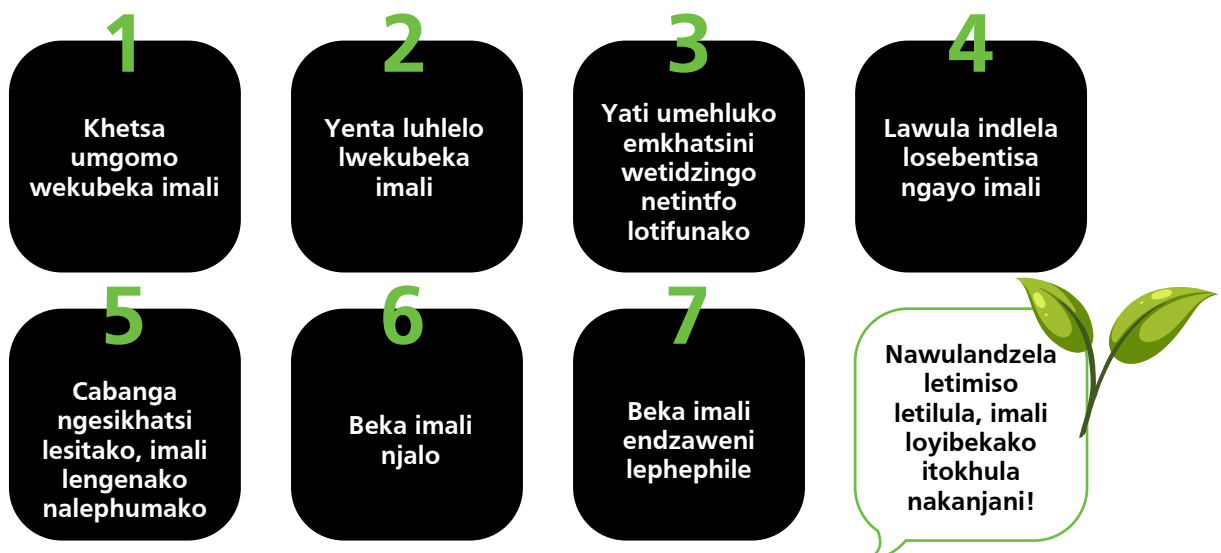 1
Khetsa
umgomo
wekubeka imali
2
Yenta luhlelo
lwekubeka
imali
3
Yati umehluko
emkhatsini
wetidzingo
netintfo
lotifunako
4
Lawula indlela
losebentisa
ngayo imali
5
Cabanga
ngesikhatsi
lesitako, imali
lengenako
nalephumako
6
Beka imali
njalo
7
Beka imali
endzaweni
lephephile
Nawulandzela
letimiso
letilula, imali
loyibekako
itokhula
nakanjani!